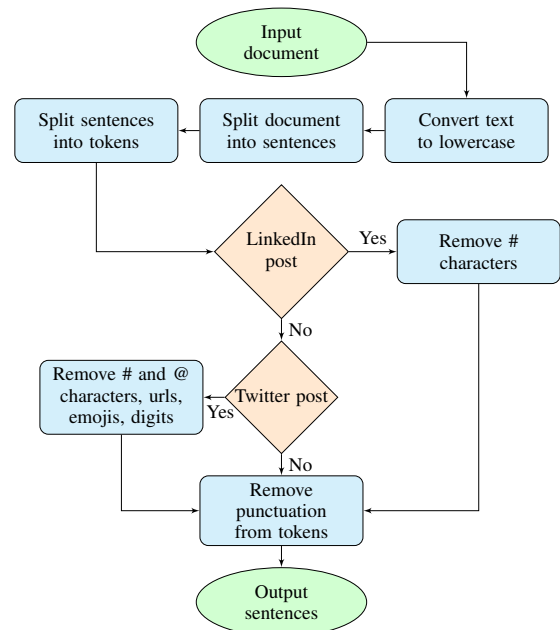 Input
document
Convert text
to lowercase
Split document
into sentences
Split sentences
into tokens
LinkedIn
post
Yes
Remove #
characters
No
Twitter post
Yes
Remove # and @
characters, urls,
emojis, digits
No
Remove
punctuation
from tokens
Output
sentences